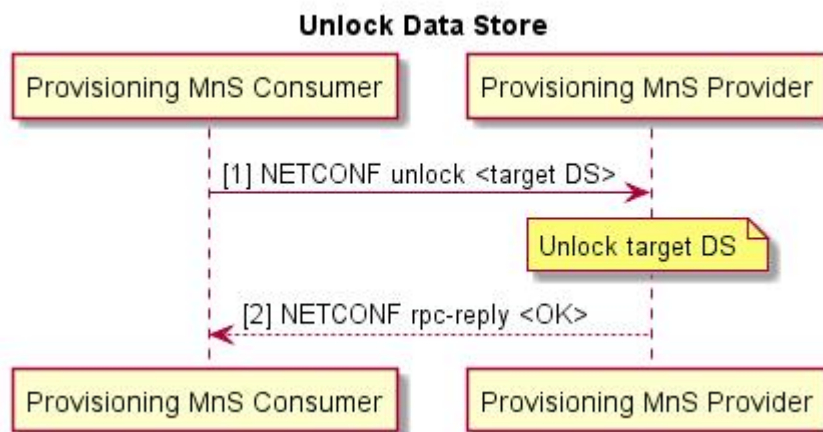 Unlock Data Store
Provisioning MnS Consumer
Provisioning MnS Provider
[1] NETCONF unlock <target DS>
Unlock target DS
[2] NETCONF rpc-reply <OK>
Provisioning MnS Consumer
Provisioning MnS Provider